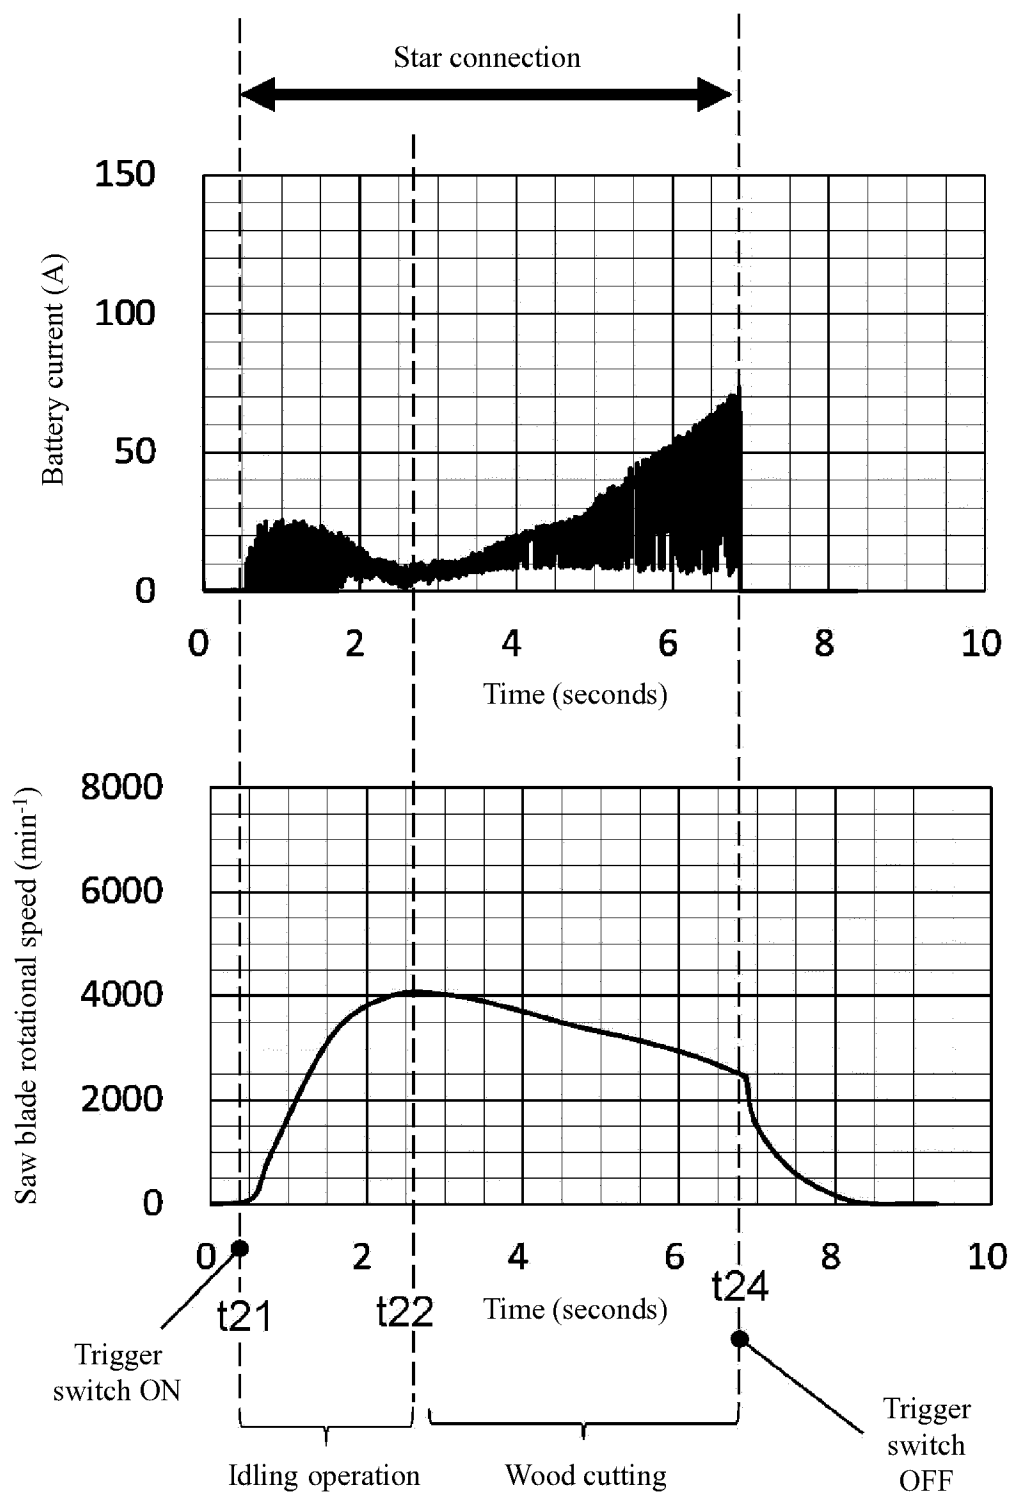 Star connection
150
100
50
0
Battery current (A)
0 2 4 6 8 10
Time (seconds)
8000
6000
4000
2000
0
Saw blade rotational speed (min-1)
0 2 4 6 8 10
t21 t22 Time (seconds) t24
Trigger
switch ON
Trigger
switch
OFF
Idling operation
Wood cutting